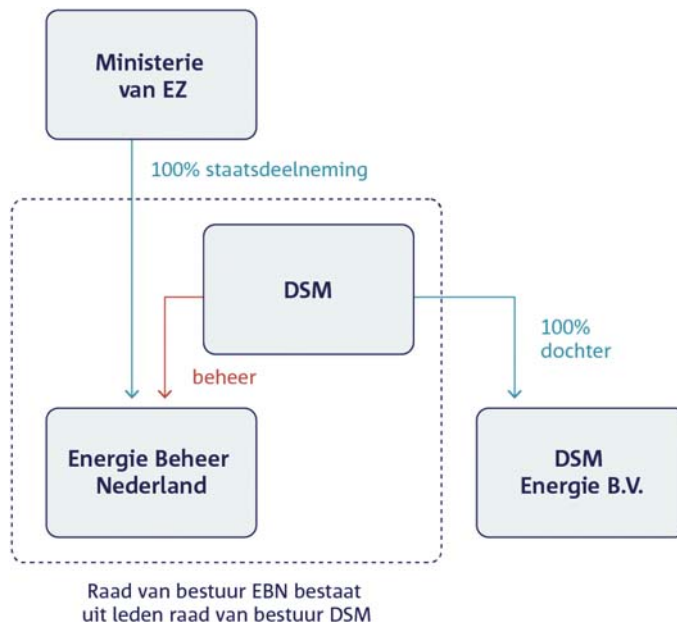 Ministerie
van EZ
100% staatsdeelneming
DSM
100%
dochter
beheer
Energie Beheer
Nederland
DSM
Energie B.V.
Raad van bestuur EBN bestaat
uit leden raad van bestuur DSM